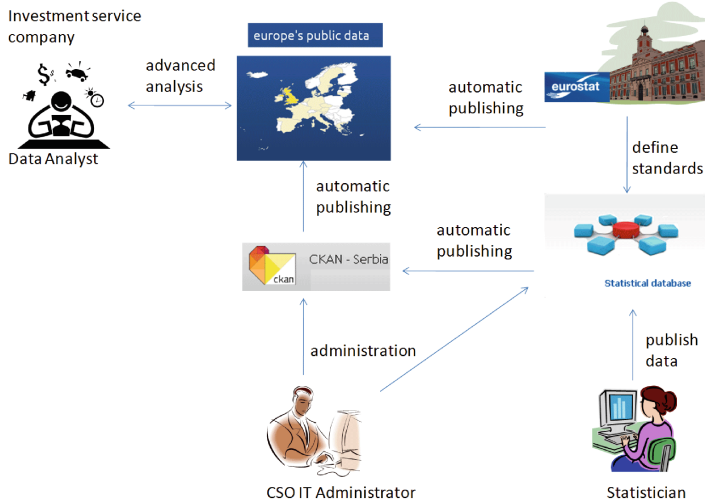 Investment service
company
europe's public data
advanced
analysis
automatic
publishing
eurostat
Data Analyst
define
standards
automatic
publishing
automatic
publishing
CKAN - Serbia
ckan
Statistical database
administration
publish
data
CSO IT Administrator
Statistician